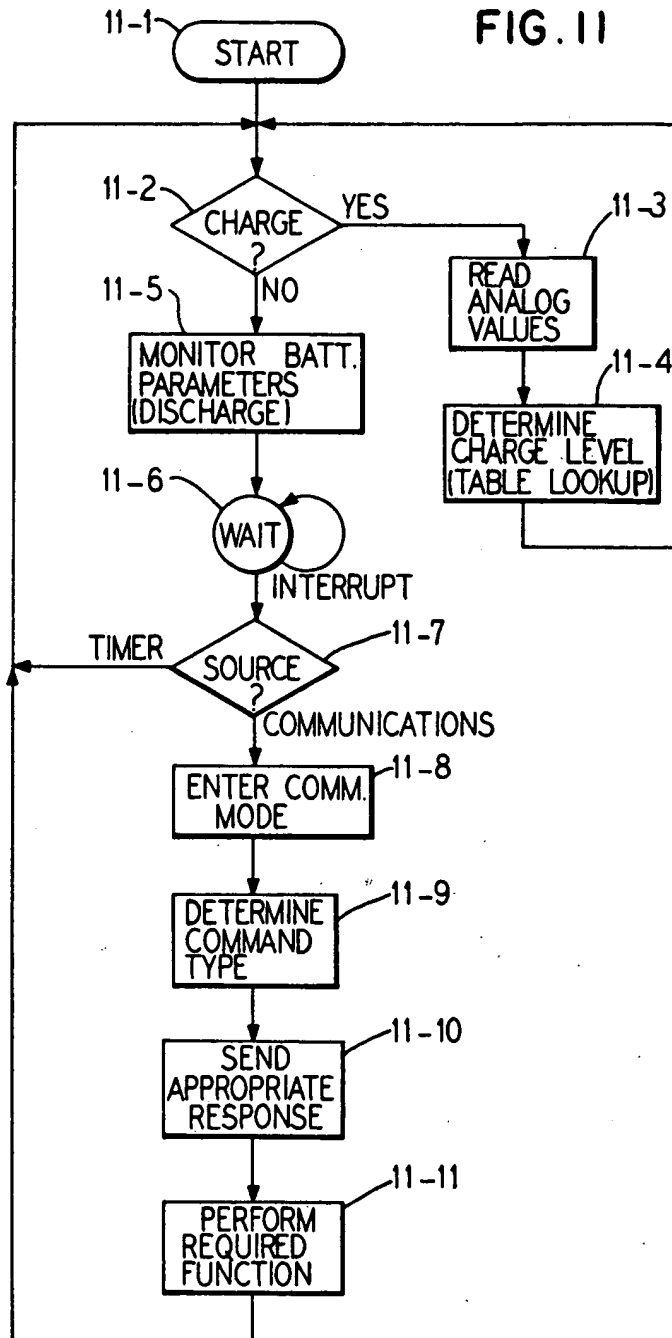 FIG. 11
11-1
START
11-2
CHARGE
?
YES
NO
11-3
READ
ANALOG
VALUES
11-4
DETERMINE
CHARGE LEVEL
(TABLE LOOKUP)
11-5
MONITOR BATT.
PARAMETERS
(DISCHARGE)
11-6
WAIT
INTERRUPT
11-7
TIMER
SOURCE
?
COMMUNICATIONS
11-8
ENTER COMM.
MODE
11-9
DETERMINE
COMMAND
TYPE
11-10
SEND
APPROPRIATE
RESPONSE
11-11
PERFORM
REQUIRED
FUNCTION